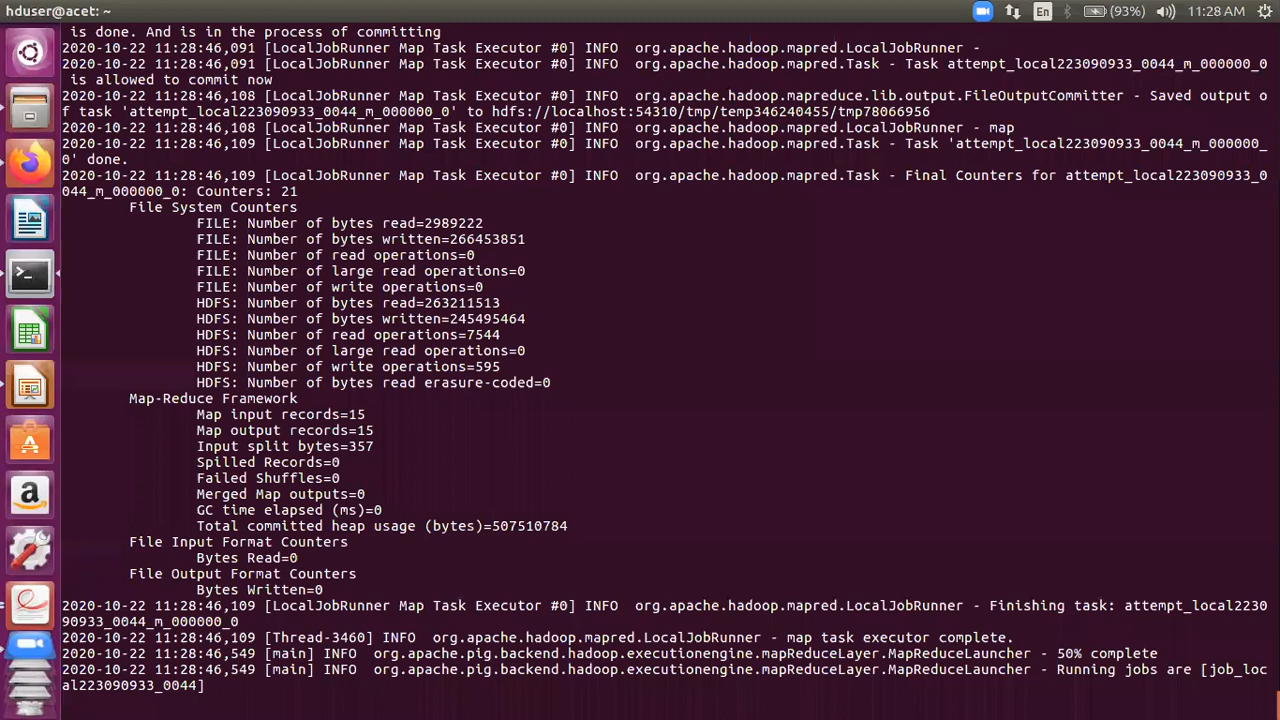 hduser@acet: ~
En
(93%)
11:28 AM
is done. And is in the process of committing
2020-10-22 11:28:46,091 [LocalJobRunner Map Task Executor #0] INFO  org.apache.hadoop.mapred.LocalJobRunner -
2020-10-22 11:28:46,091 [LocalJobRunner Map Task Executor #0] INFO  org.apache.hadoop.mapred.Task - Task attempt_local223090933_0044_m_000000_0
is allowed to commit now
2020-10-22 11:28:46,108 [LocalJobRunner Map Task Executor #0] INFO  org.apache.hadoop.mapreduce.lib.output.FileOutputCommitter - Saved output o
f task 'attempt_local223090933_0044_m_000000_0' to hdfs://localhost:54310/tmp/temp346240455/tmp78066956
2020-10-22 11:28:46,108 [LocalJobRunner Map Task Executor #0] INFO  org.apache.hadoop.mapred.LocalJobRunner - map
2020-10-22 11:28:46,109 [LocalJobRunner Map Task Executor #0] INFO  org.apache.hadoop.mapred.Task - Task 'attempt_local223090933_0044_m_000000_
0' done.
2020-10-22 11:28:46,109 [LocalJobRunner Map Task Executor #0] INFO  org.apache.hadoop.mapred.Task - Final Counters for attempt_local223090933_0
044_m_000000_0: Counters: 21
File System Counters
FILE: Number of bytes read=2989222
FILE: Number of bytes written=266453851
FILE: Number of read operations=0
FILE: Number of large read operations=0
FILE: Number of write operations=0
HDFS: Number of bytes read=263211513
HDFS: Number of bytes written=245495464
HDFS: Number of read operations=7544
HDFS: Number of large read operations=0
HDFS: Number of write operations=595
HDFS: Number of bytes read erasure-coded=0
Map-Reduce Framework
Map input records=15
Map output records=15
Input split bytes=357
Spilled Records=0
Failed Shuffles=0
Merged Map outputs=0
GC time elapsed (ms)=0
Total committed heap usage (bytes)=507510784
File Input Format Counters
Bytes Read=0
File Output Format Counters
Bytes Written=0
2020-10-22 11:28:46,109 [LocalJobRunner Map Task Executor #0] INFO  org.apache.hadoop.mapred.LocalJobRunner - Finishing task: attempt_local2230
90933_0044_m_000000_0
2020-10-22 11:28:46,109 [Thread-3460] INFO  org.apache.hadoop.mapred.LocalJobRunner - map task executor complete.
2020-10-22 11:28:46,549 [main] INFO  org.apache.pig.backend.hadoop.executionengine.mapReduceLayer.MapReduceLauncher - 50% complete
2020-10-22 11:28:46,549 [main] INFO  org.apache.pig.backend.hadoop.executionengine.mapReduceLayer.MapReduceLauncher - Running jobs are [job_loc
al223090933_0044]